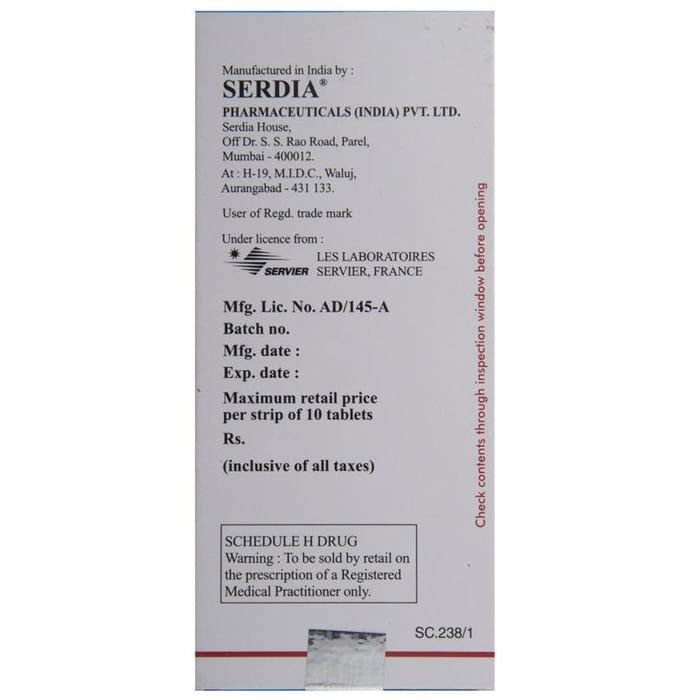 Manufactured in India by :
SERDIA®
PHARMACEUTICALS (INDIA) PVT. LTD.
Serdia House,
Off Dr. S. S. Rao Road, Parel,
Mumbai - 400012.
At : H-19, M.I.D.C., Waluj,
Aurangabad - 431 133.
User of Regd. trade mark
Under licence from :
SERVIER
LES LABORATOIRES
SERVIER, FRANCE
Mfg. Lic. No. AD/145-A
Batch no.
Mfg. date :
Exp. date :
Maximum retail price
per strip of 10 tablets
Rs.
(inclusive of all taxes)
SCHEDULE H DRUG
Warning : To be sold by retail on
the prescription of a Registered
Medical Practitioner only.
SC.238/1
Check contents through inspection window before opening